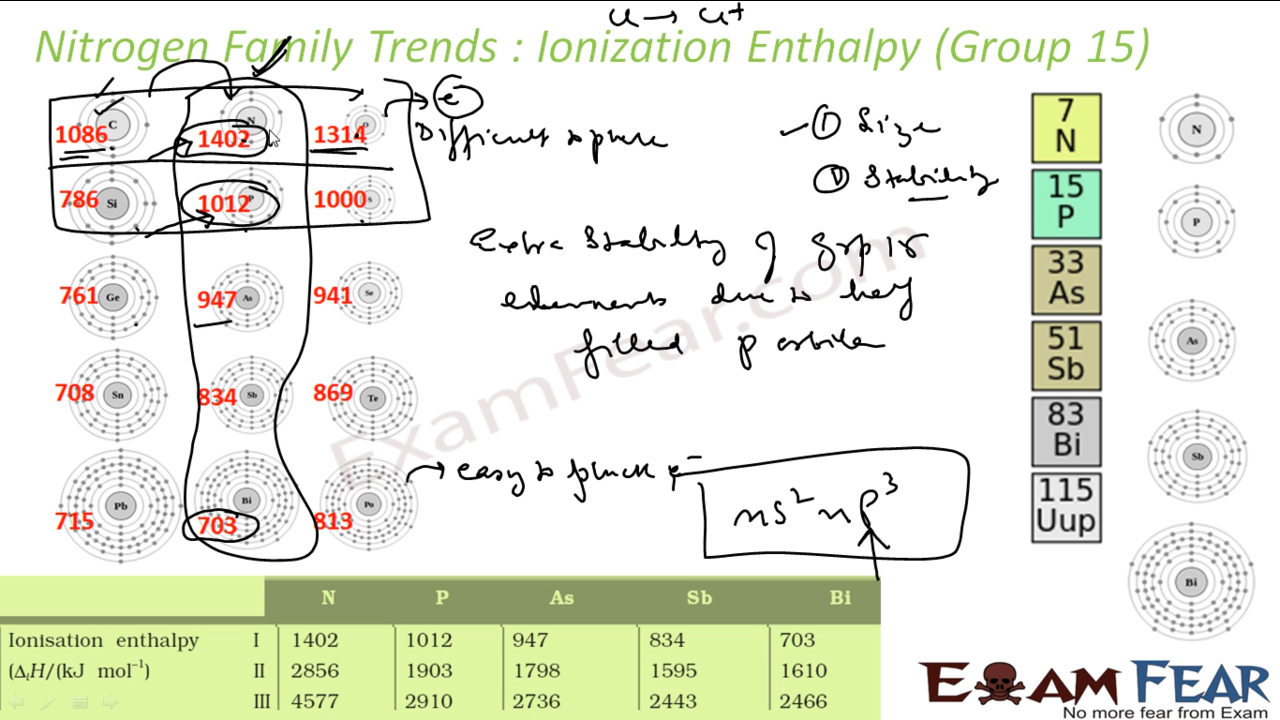 u → u+
Nitrogen Family Trends : Ionization Enthalpy (Group 15)
1086 C 1402 N 1314 O
e-
Difficult to
① Size
786 Si 1012 P 1000 S
② Stability
Extra Stability of grp 15
elements due to half
filled p
761 Ge 947 As 941 Se
708 Sn 834 Sb 869 Te
715 Pb 703 Bi 813 Po
easy to pluck e-
ns2 np3
ExamFear.com
7
N
15
P
33
As
51
Sb
83
Bi
115
Uup
N
P
As
Sb
Bi
N P As Sb Bi
Ionisation enthalpy I 1402 1012 947 834 703
(ΔiH/(kJ mol–1) II 2856 1903 1798 1595 1610
III 4577 2910 2736 2443 2466
EXAM FEAR
No more fear from Exam